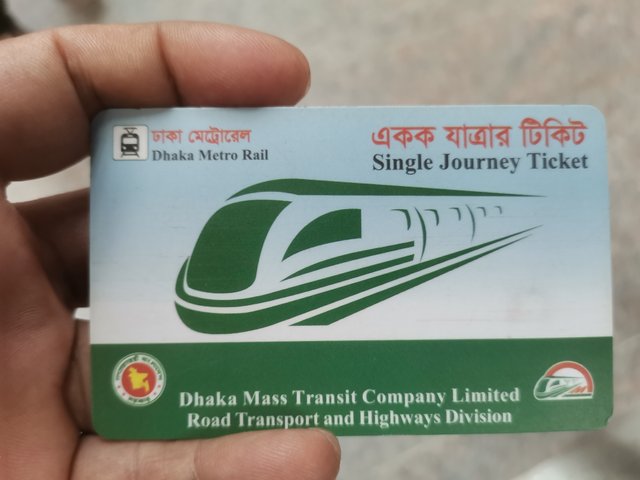 ঢাকা মেট্রোরেল
Dhaka Metro Rail
একক যাত্রার টিকিট
Single Journey Ticket
Dhaka Mass Transit Company Limited
Road Transport and Highways Division